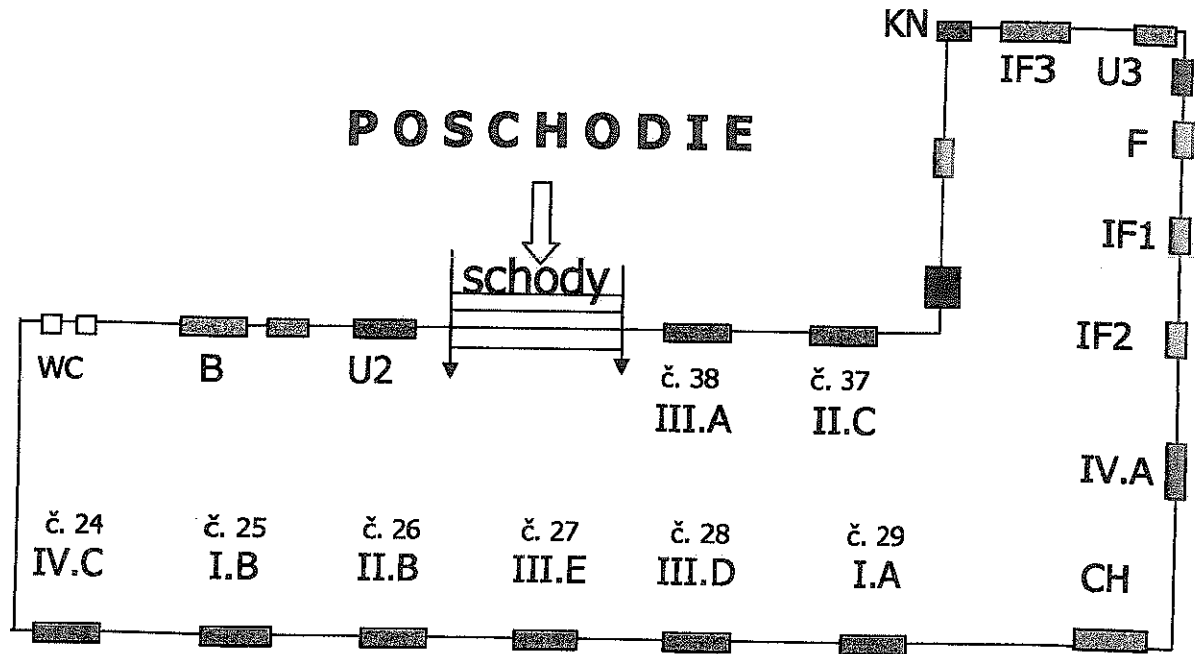 KN
IF3 U3
POSCHODIE
F
IF1
schody
IF2
WC B U2
č. 38 č. 37
III.A II.C
IV.A
č. 24 č. 25 č. 26 č. 27 č. 28 č. 29
IV.C I.B II.B III.E III.D I.A CH